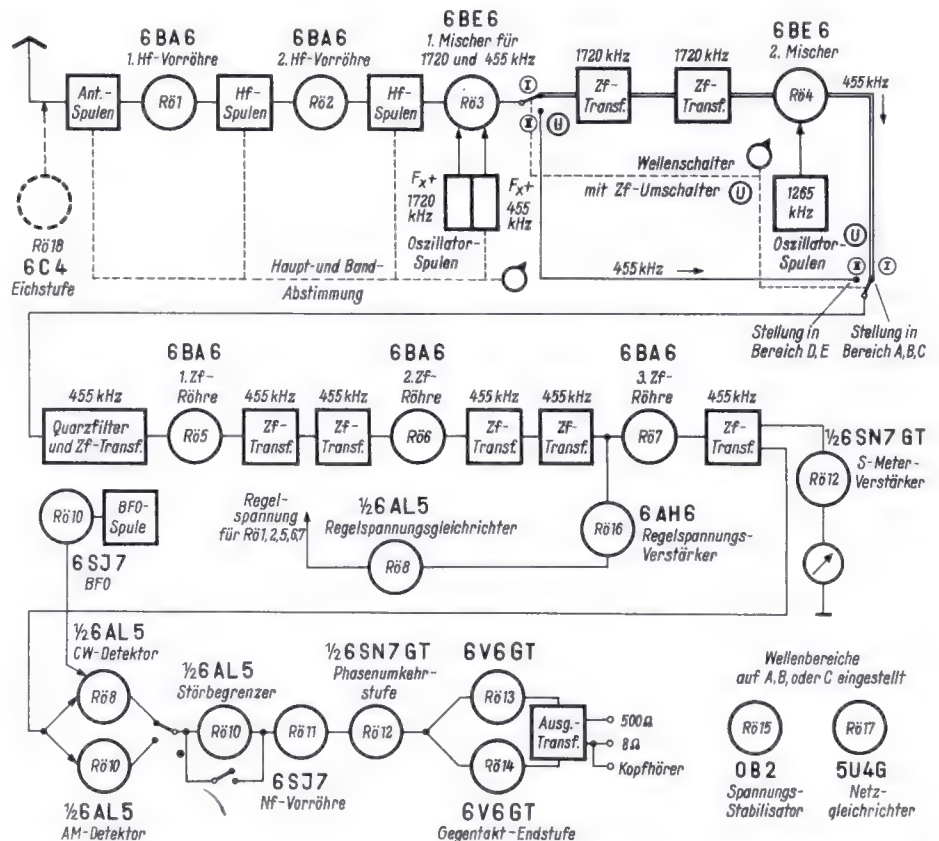 6BA6
1. Hf-Vorröhre
6BA6
2. Hf-Vorröhre
6BE6
1. Mischer für
1720 und 455 kHz
1720 kHz
1720 kHz
6BE6
2. Mischer
455 kHz
Ant.-
Spulen
Rö1
Hf-
Spulen
Rö2
Hf-
Spulen
Rö3
I
II
U
Zf-
Transf.
Zf-
Transf.
Rö4
Rö18
6C4
Eichstufe
Fx+
1720
kHz
Fx+
455
kHz
Oszillator-
Spulen
Wellenschalter
mit Zf-Umschalter U
1265
kHz
Oszillator-
Spulen
U
II
I
Haupt- und Band-
Abstimmung
455 kHz
Stellung in
Bereich D, E
Stellung in
Bereich A, B, C
455 kHz
Quarzfilter
und Zf-Transf.
6BA6
1. Zf-
Röhre
Rö5
455 kHz
Zf-
Transf.
455 kHz
Zf-
Transf.
6BA6
2. Zf-
Röhre
Rö6
455 kHz
Zf-
Transf.
455 kHz
Zf-
Transf.
6BA6
3. Zf-
Röhre
Rö7
455 kHz
Zf-
Transf.
½6SN7GT
S-Meter-
Verstärker
Rö12
Rö10
BFO-
Spule
6SJ7
BFO
Regel-
spannung
für Rö1, 2, 5, 6, 7
½6AL5
Regelspannungsgleichrichter
Rö8
6AH6
Regelspannungs-
Verstärker
Rö16
½6AL5
CW-Detektor
Rö8
Rö10
½6AL5
AM-Detektor
½6AL5
Störbegrenzer
Rö10
Rö11
6SJ7
Nf-Vorröhre
½6SN7GT
Phasenumkehr-
stufe
Rö12
6V6GT
Rö13
Rö14
6V6GT
Gegentakt-Endstufe
Ausg.-
Transf.
500Ω
8Ω
Kopfhörer
Wellenbereiche
auf A, B, oder C eingestellt
Rö15
0B2
Spannungs-
Stabilisator
Rö17
5U4G
Netz-
gleichrichter